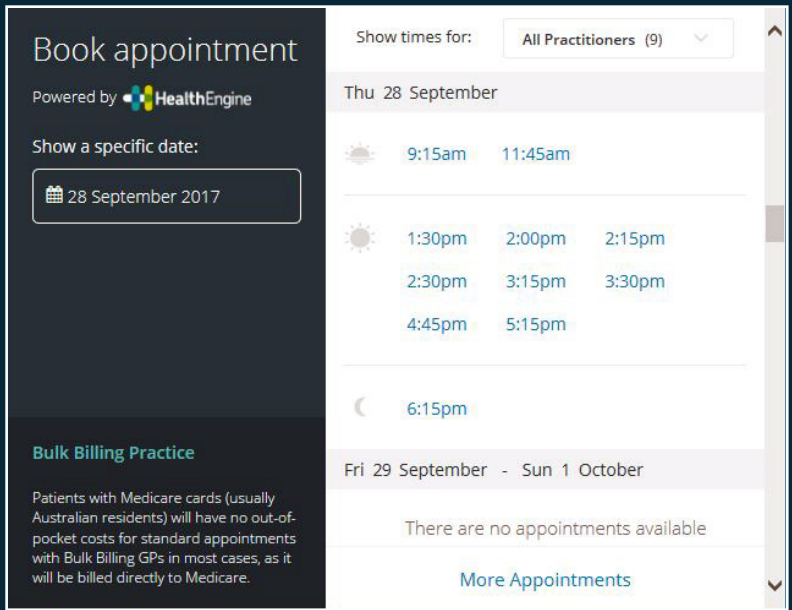 Book appointment
Powered by HealthEngine
Show a specific date:
28 September 2017
Bulk Billing Practice
Patients with Medicare cards (usually
Australian residents) will have no out-of-
pocket costs for standard appointments
with Bulk Billing GPs in most cases, as it
will be billed directly to Medicare.
Show times for: All Practitioners (9)
Thu 28 September
9:15am 11:45am
1:30pm 2:00pm 2:15pm
2:30pm 3:15pm 3:30pm
4:45pm 5:15pm
6:15pm
Fri 29 September - Sun 1 October
There are no appointments available
More Appointments